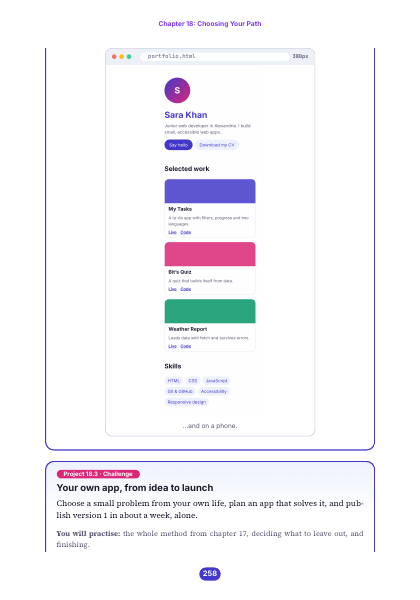 Chapter 18: Choosing Your Path
portfolio.html
380px
S
Sara Khan
Junior web developer in Alexandria. I build
small, accessible web apps.
Say hello
Download my CV
Selected work
My Tasks
A to-do app with filters, progress and two
languages.
Live Code
Bit's Quiz
A quiz that builds itself from data.
Live Code
Weather Report
Loads data with fetch and survives errors.
Live Code
Skills
HTML CSS JavaScript
Git & GitHub Accessibility
Responsive design
...and on a phone.
Project 18.3 · Challenge
Your own app, from idea to launch
Choose a small problem from your own life, plan an app that solves it, and pub-
lish version 1 in about a week, alone.
You will practise: the whole method from chapter 17, deciding what to leave out, and
finishing.
258